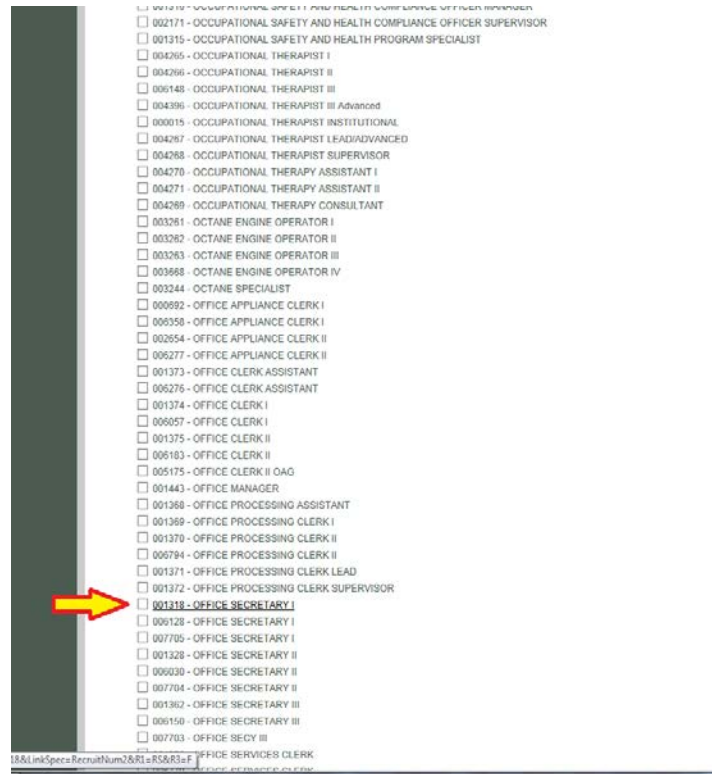 002171 - OCCUPATIONAL SAFETY AND HEALTH COMPLIANCE OFFICER SUPERVISOR
001315 - OCCUPATIONAL SAFETY AND HEALTH PROGRAM SPECIALIST
004265 - OCCUPATIONAL THERAPIST I
004266 - OCCUPATIONAL THERAPIST II
006148 - OCCUPATIONAL THERAPIST III
004396 - OCCUPATIONAL THERAPIST III Advanced
000015 - OCCUPATIONAL THERAPIST INSTITUTIONAL
004267 - OCCUPATIONAL THERAPIST LEAD/ADVANCED
004268 - OCCUPATIONAL THERAPIST SUPERVISOR
004270 - OCCUPATIONAL THERAPY ASSISTANT I
004271 - OCCUPATIONAL THERAPY ASSISTANT II
004269 - OCCUPATIONAL THERAPY CONSULTANT
003261 - OCTANE ENGINE OPERATOR I
003262 - OCTANE ENGINE OPERATOR II
003263 - OCTANE ENGINE OPERATOR III
003668 - OCTANE ENGINE OPERATOR IV
003244 - OCTANE SPECIALIST
000692 - OFFICE APPLIANCE CLERK I
006358 - OFFICE APPLIANCE CLERK I
002654 - OFFICE APPLIANCE CLERK II
006277 - OFFICE APPLIANCE CLERK II
001373 - OFFICE CLERK ASSISTANT
006276 - OFFICE CLERK ASSISTANT
001374 - OFFICE CLERK I
006057 - OFFICE CLERK I
001375 - OFFICE CLERK II
006183 - OFFICE CLERK II
005175 - OFFICE CLERK II OAG
001443 - OFFICE MANAGER
001368 - OFFICE PROCESSING ASSISTANT
001369 - OFFICE PROCESSING CLERK I
001370 - OFFICE PROCESSING CLERK II
006794 - OFFICE PROCESSING CLERK II
001371 - OFFICE PROCESSING CLERK LEAD
001372 - OFFICE PROCESSING CLERK SUPERVISOR
001318 - OFFICE SECRETARY I
006128 - OFFICE SECRETARY I
007705 - OFFICE SECRETARY I
001328 - OFFICE SECRETARY II
006030 - OFFICE SECRETARY II
007704 - OFFICE SECRETARY II
001362 - OFFICE SECRETARY III
006150 - OFFICE SECRETARY III
007703 - OFFICE SECY III
OFFICE SERVICES CLERK
18&LinkSpec=RecruitNum2&R1=RS&R3=F